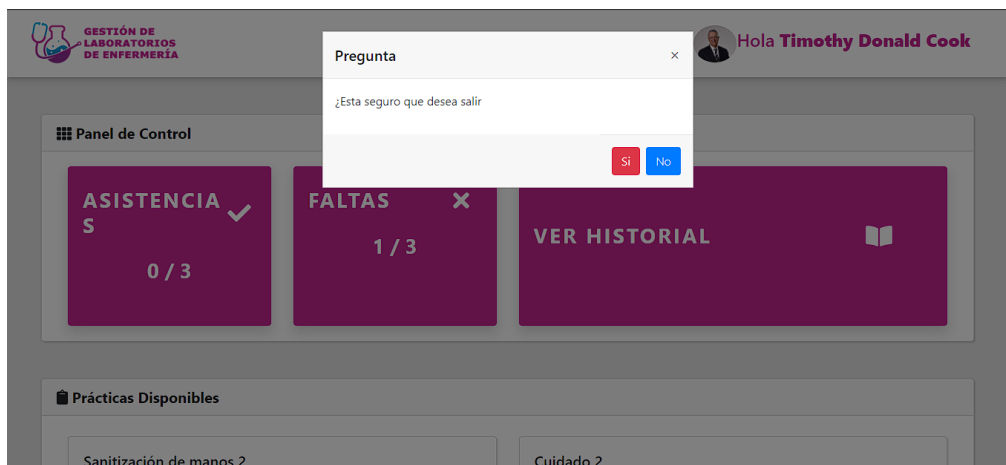 GESTIÓN DE
LABORATORIOS
DE ENFERMERÍA
Hola Timothy Donald Cook
Pregunta
×
¿Esta seguro que desea salir
Si
No
Panel de Control
ASISTENCIA
S
0 / 3
FALTAS
1 / 3
VER HISTORIAL
Prácticas Disponibles
Sanitización de manos 2
Cuidado 2